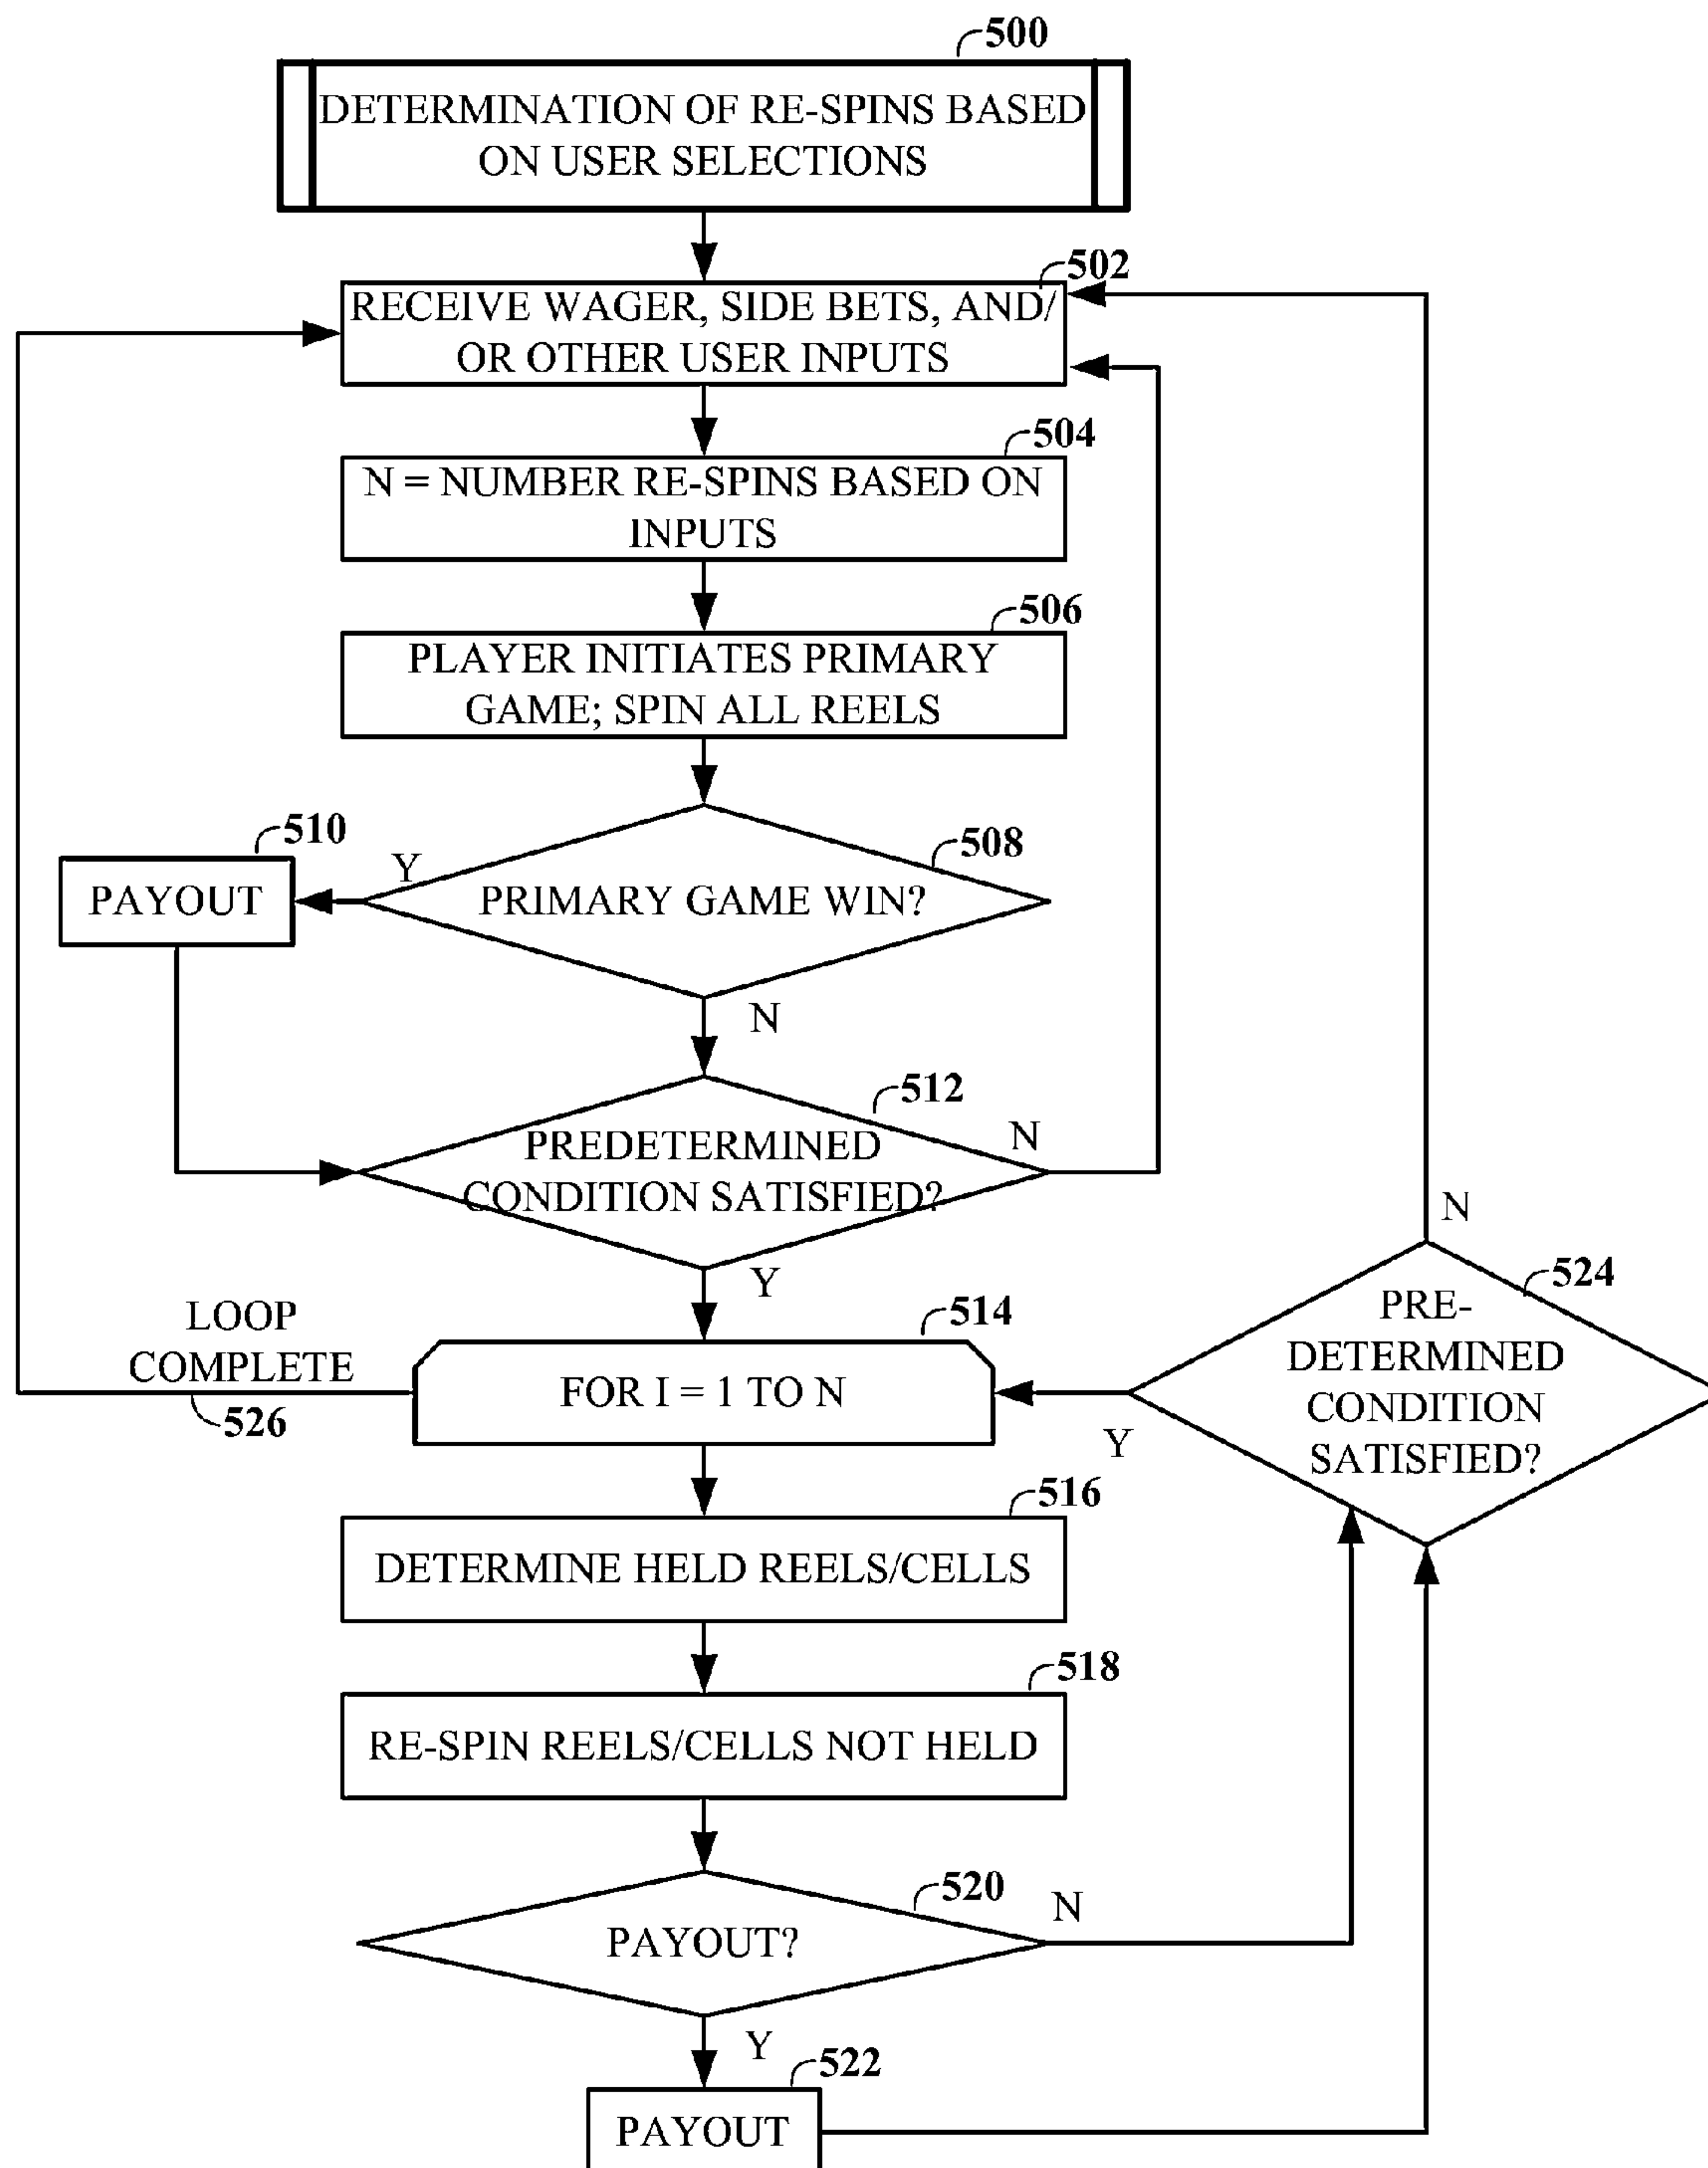 500
DETERMINATION OF RE-SPINS BASED
ON USER SELECTIONS
502
RECEIVE WAGER, SIDE BETS, AND/
OR OTHER USER INPUTS
504
N = NUMBER RE-SPINS BASED ON
INPUTS
506
PLAYER INITIATES PRIMARY
GAME; SPIN ALL REELS
508
PRIMARY GAME WIN?
Y
510
PAYOUT
N
512
PREDETERMINED
CONDITION SATISFIED?
N
Y
514
FOR I = 1 TO N
LOOP
COMPLETE
526
516
DETERMINE HELD REELS/CELLS
518
RE-SPIN REELS/CELLS NOT HELD
520
PAYOUT?
N
Y
522
PAYOUT
524
PRE-
DETERMINED
CONDITION
SATISFIED?
N
Y